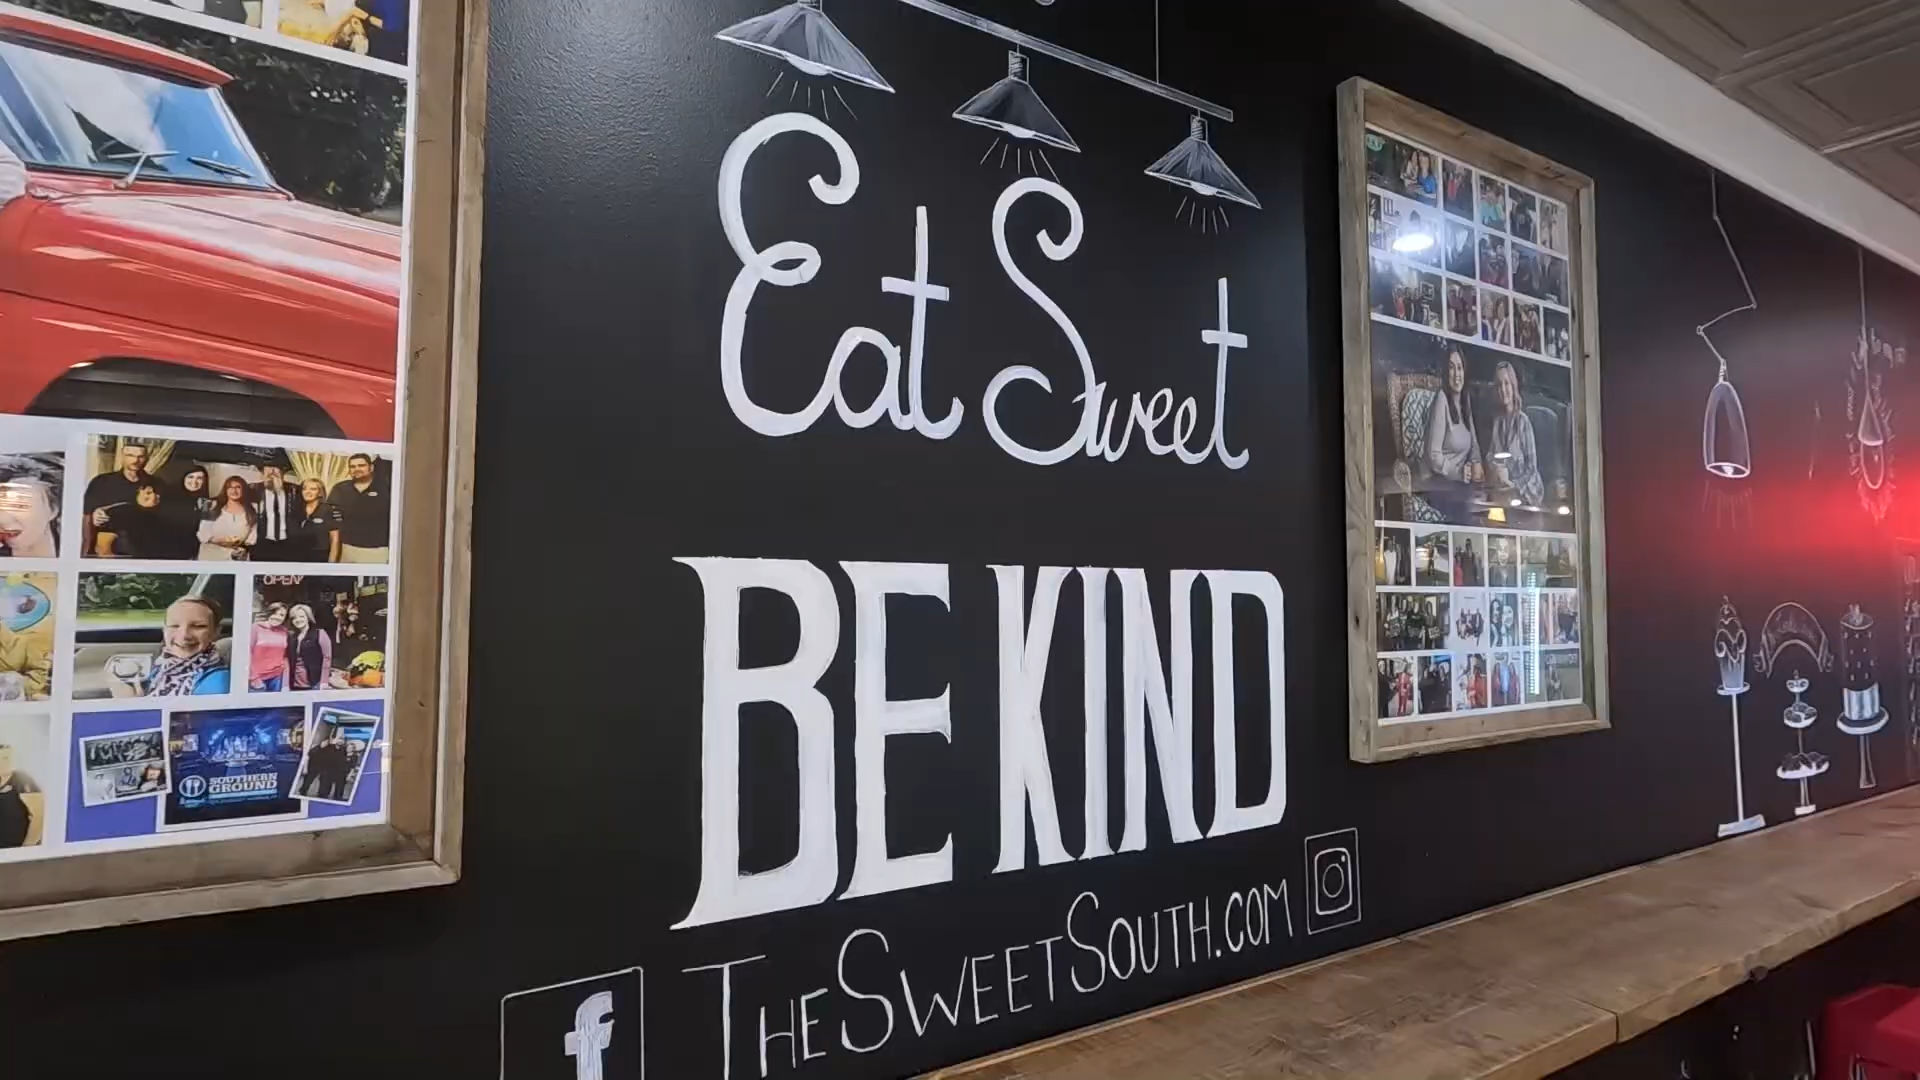 Eat Sweet
BE KIND
THESWEETSOUTH.COM
f
OPEN
SOUTHERN
GROUND